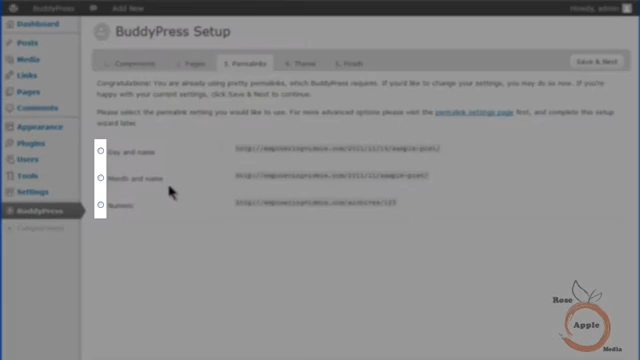 BuddyPress
Add New
Howdy, admin
Dashboard
BuddyPress Setup
Posts
Media
Links
Pages
Comments
Appearance
Plugins
Users
Tools
Settings
BuddyPress
Collapse menu
1. Components
2. Pages
3. Permalinks
4. Theme
5. Finish
Save & Next
Congratulations! You are already using pretty permalinks, which BuddyPress requires. If you'd like to change your settings, you may do so now. If you're
happy with your current settings, click Save & Next to continue.
Please select the permalink setting you would like to use. For more advanced options please visit the permalink settings page first, and complete this setup
wizard later.
Day and name
Month and name
Numeric
Rose
Apple
Media